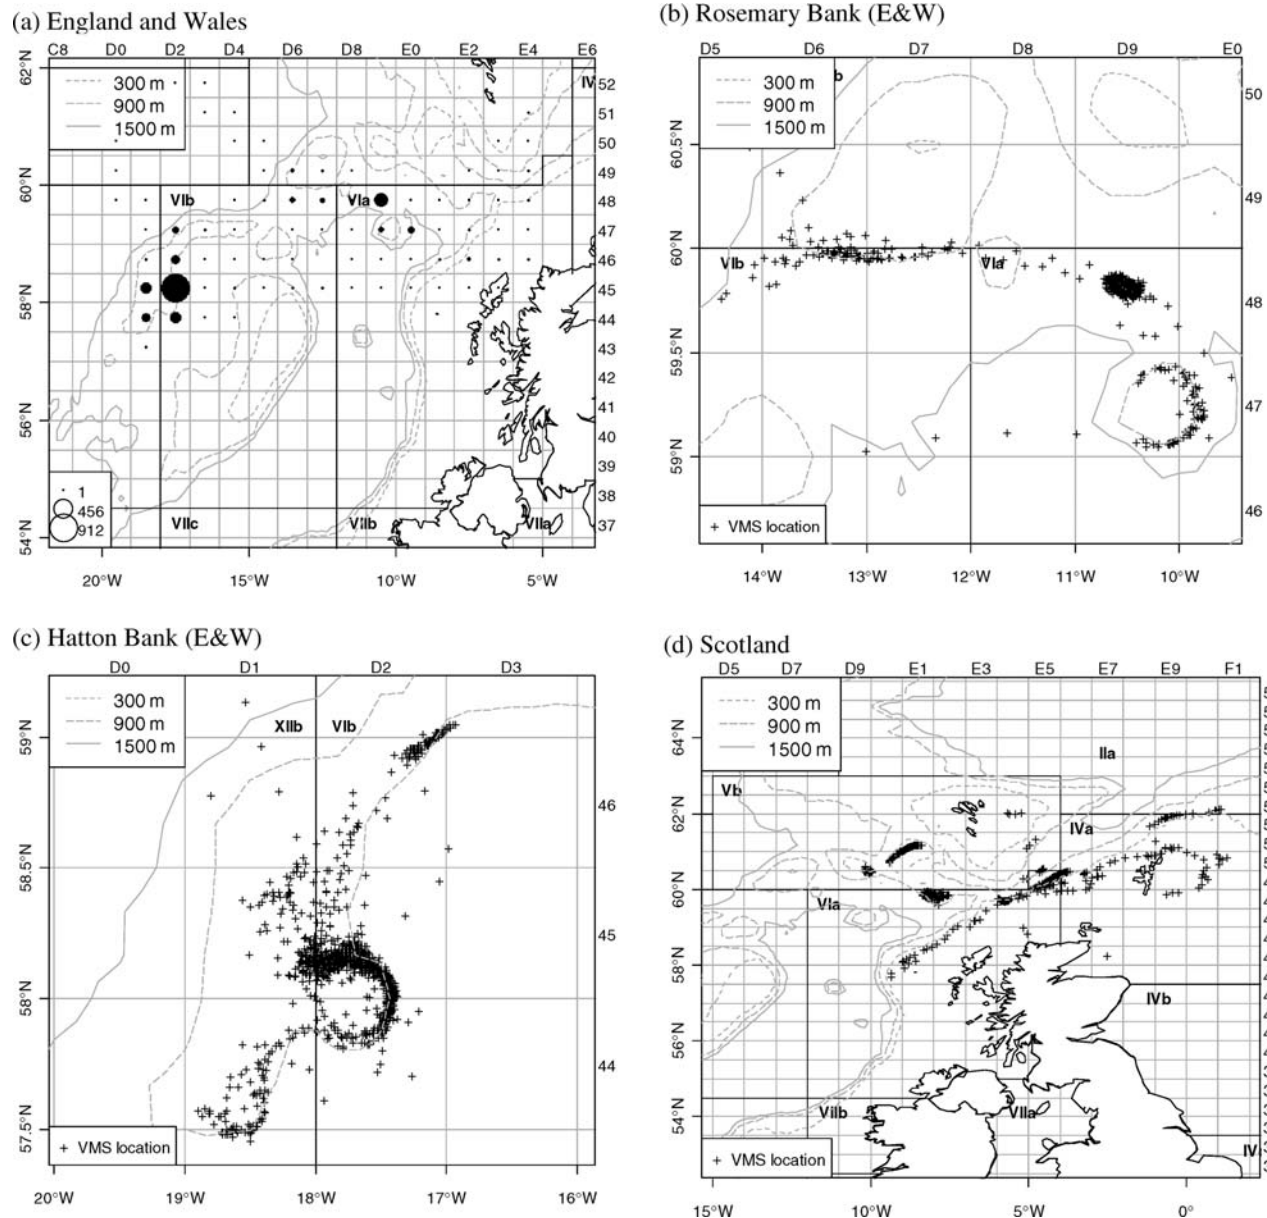 (a) England and Wales
C8 D0 D2 D4 D6 D8 E0 E2 E4 E6
62°N
60°N
58°N
56°N
54°N
300 m
900 m
1500 m
IV
52
51
50
49
48
47
46
45
44
43
42
41
40
39
38
37
VIb
VIa
VIIc
VIIb
VIIa
1
456
912
20°W 15°W 10°W 5°W
(b) Rosemary Bank (E&W)
D5 D6 D7 D8 D9 E0
300 m
900 m
1500 m
b
60.5°N
60°N
59.5°N
59°N
50
49
48
47
46
VIb
VIa
+ VMS location
14°W 13°W 12°W 11°W 10°W
(c) Hatton Bank (E&W)
D0 D1 D2 D3
300 m
900 m
1500 m
XIIb VIb
59°N
58.5°N
58°N
57.5°N
46
45
44
+ VMS location
20°W 19°W 18°W 17°W 16°W
(d) Scotland
D5 D7 D9 E1 E3 E5 E7 E9 F1
300 m
900 m
1500 m
64°N
62°N
60°N
58°N
56°N
54°N
IIa
Vb
IVa
VIa
IVb
VIIb
VIIa
+ VMS location
15°W 10°W 5°W 0°